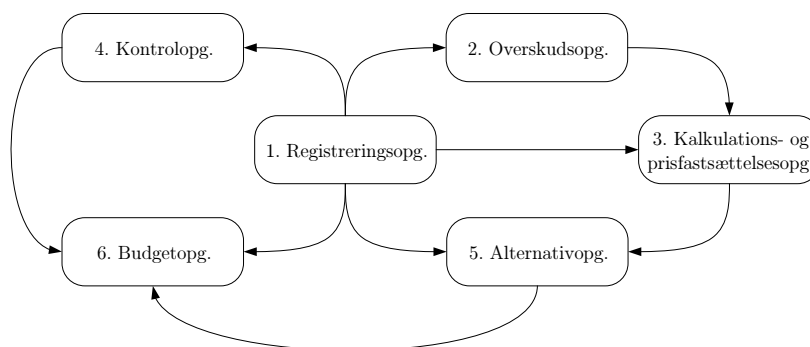 4. Kontrolopg.
2. Overskudsopg.
1. Registreringsopg.
3. Kalkulations- og
prisfastsættelsesopg
6. Budgetopg.
5. Alternativopg.